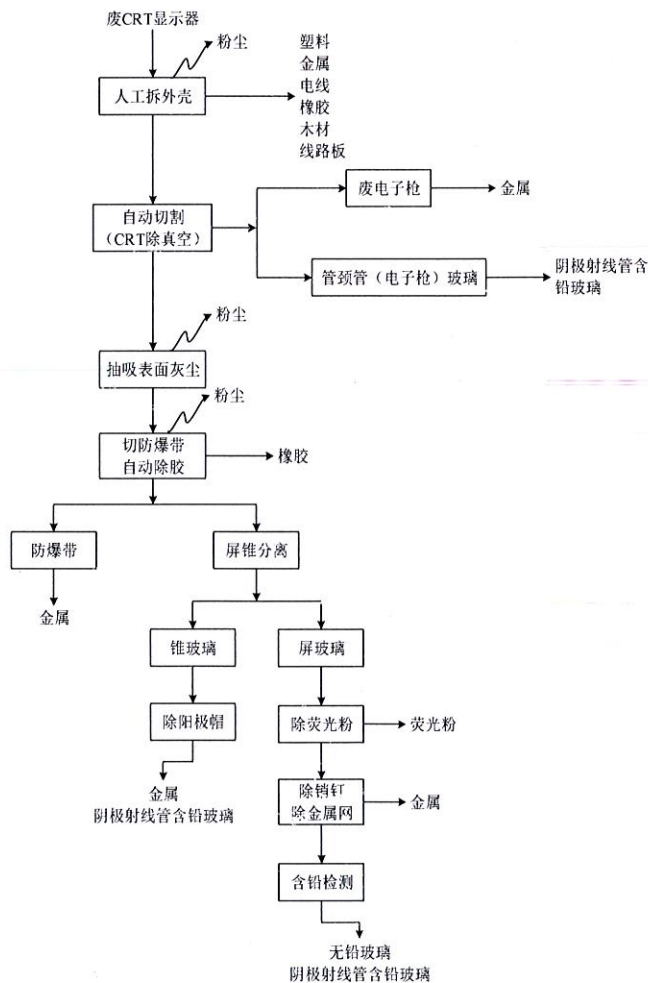 废CRT显示器
粉尘
塑料
金属
电线
橡胶
木材
线路板
人工拆外壳
废电子枪
金属
自动切割
（CRT除真空）
管颈管（电子枪）玻璃
阴极射线管含
铅玻璃
粉尘
抽吸表面灰尘
粉尘
切防爆带
自动除胶
橡胶
防爆带
屏锥分离
金属
锥玻璃
屏玻璃
除阳极帽
除荧光粉
荧光粉
金属
阴极射线管含铅玻璃
除销钉
除金属网
金属
含铅检测
无铅玻璃
阴极射线管含铅玻璃